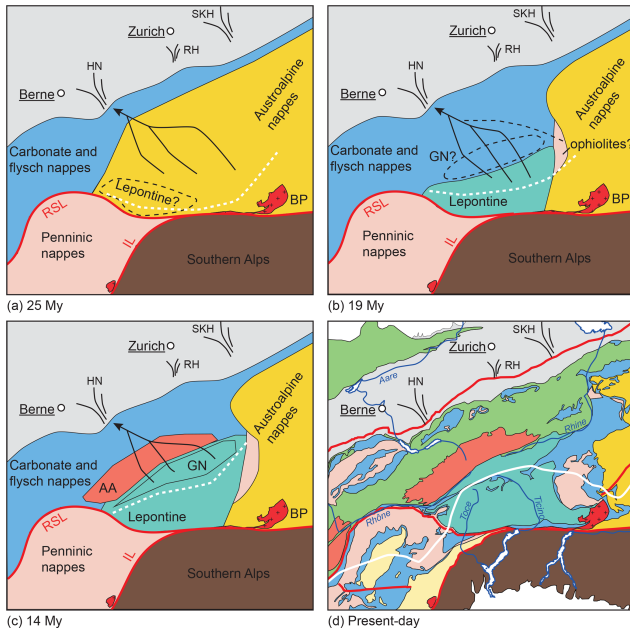 SKH
Zurich
RH
HN
Berne
Austroalpine
nappes
Carbonate and
flysch nappes
Lepontine?
RSL
BP
Penninic
nappes
IL
Southern Alps
(a) 25 My
SKH
Zurich
RH
HN
Berne
Austroalpine
nappes
ophiolites?
GN?
Carbonate and
flysch nappes
RSL
Lepontine
BP
Penninic
nappes
IL
Southern Alps
(b) 19 My
SKH
Zurich
RH
HN
Berne
Austroalpine
nappes
Carbonate and
flysch nappes
GN
AA
RSL
Lepontine
BP
Penninic
nappes
IL
Southern Alps
(c) 14 My
SKH
Zurich
RH
Aare
HN
Berne
Rhine
Rhône
Toce
Ticino
(d) Present-day